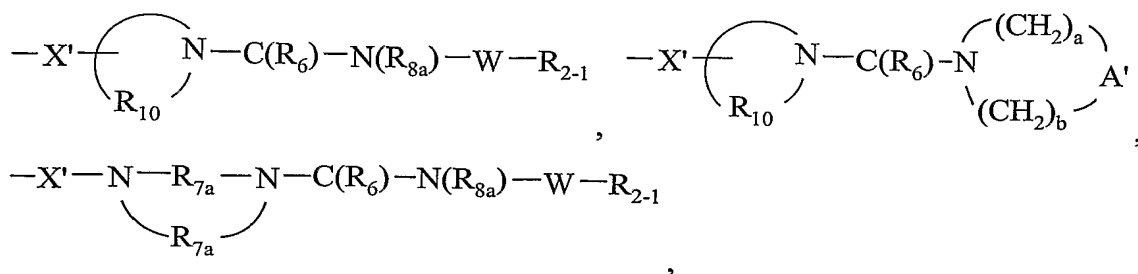 —X'— N—C(R6)—N(R8a)—W—R2-1 , —X'— N—C(R6)-N (CH2)a A' ,
R10 R10 (CH2)b
—X'—N—R7a—N—C(R6)—N(R8a)—W—R2-1 ,
R7a